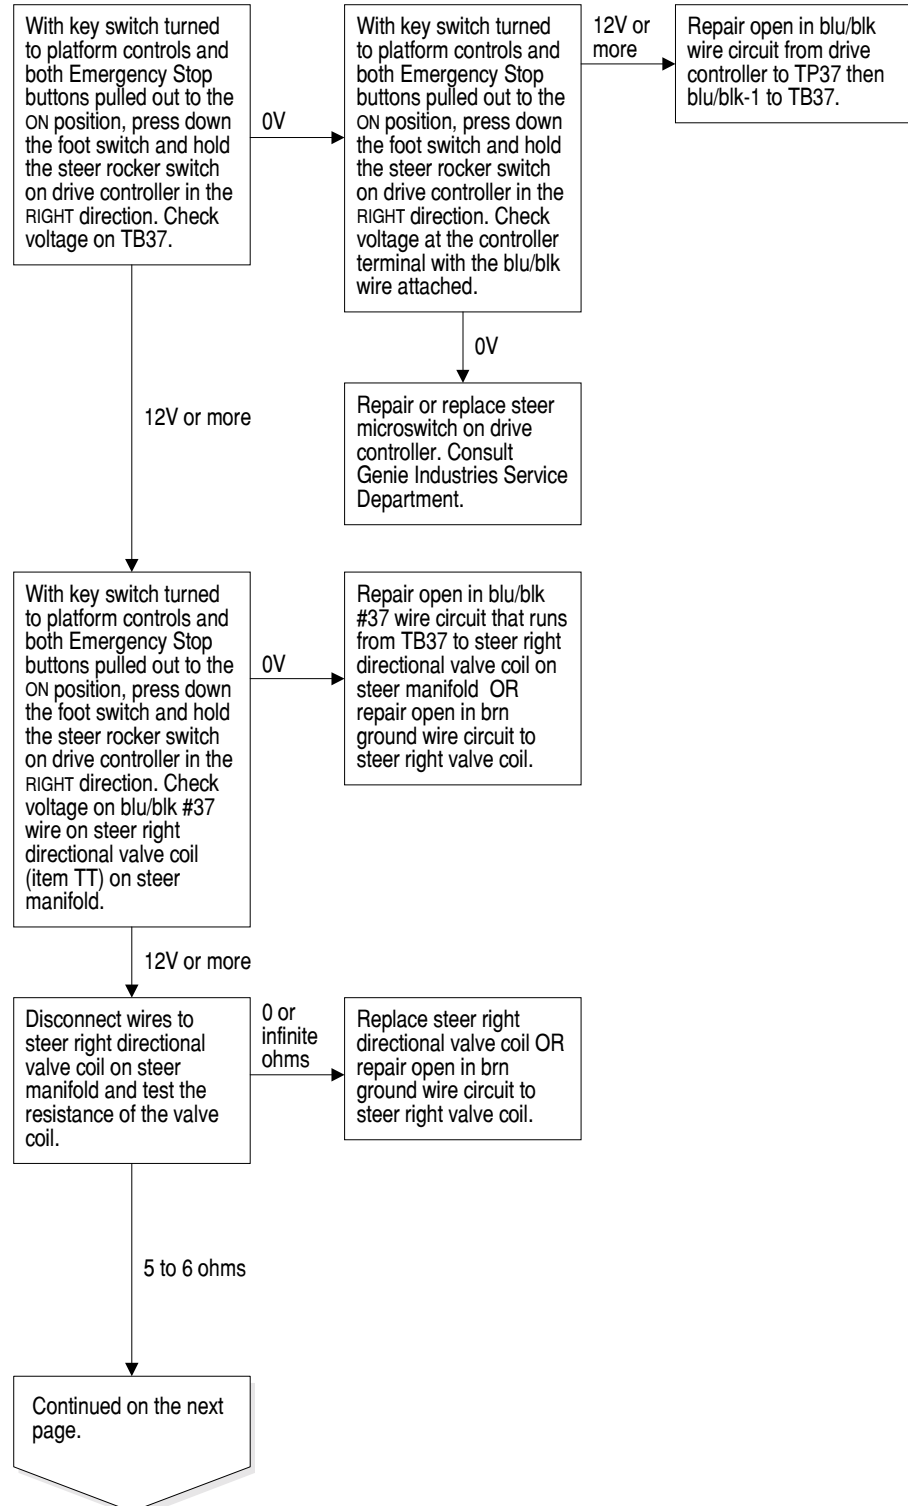 With key switch turned
to platform controls and
both Emergency Stop
buttons pulled out to the
ON position, press down
the foot switch and hold
the steer rocker switch
on drive controller in the
RIGHT direction. Check
voltage on TB37.
0V
With key switch turned
to platform controls and
both Emergency Stop
buttons pulled out to the
ON position, press down
the foot switch and hold
the steer rocker switch
on drive controller in the
RIGHT direction. Check
voltage at the controller
terminal with the blu/blk
wire attached.
12V or
more
Repair open in blu/blk
wire circuit from drive
controller to TP37 then
blu/blk-1 to TB37.
0V
Repair or replace steer
microswitch on drive
controller. Consult
Genie Industries Service
Department.
12V or more
With key switch turned
to platform controls and
both Emergency Stop
buttons pulled out to the
ON position, press down
the foot switch and hold
the steer rocker switch
on drive controller in the
RIGHT direction. Check
voltage on blu/blk #37
wire on steer right
directional valve coil
(item TT) on steer
manifold.
0V
Repair open in blu/blk
#37 wire circuit that runs
from TB37 to steer right
directional valve coil on
steer manifold OR
repair open in brn
ground wire circuit to
steer right valve coil.
12V or more
Disconnect wires to
steer right directional
valve coil on steer
manifold and test the
resistance of the valve
coil.
0 or
infinite
ohms
Replace steer right
directional valve coil OR
repair open in brn
ground wire circuit to
steer right valve coil.
5 to 6 ohms
Continued on the next
page.